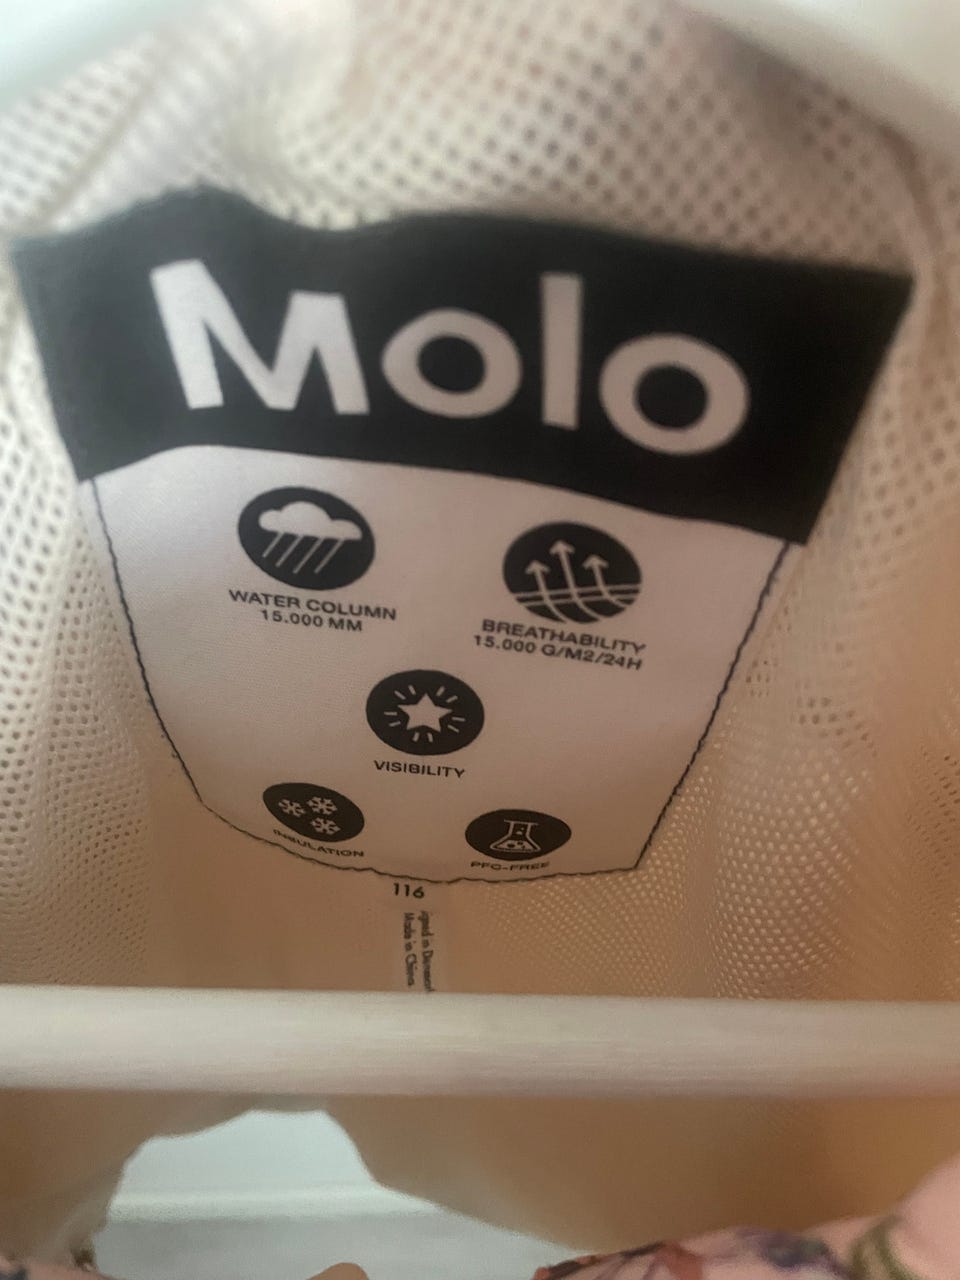 Molo
WATER COLUMN
15.000 MM
BREATHABILITY
15.000 G/M2/24H
VISIBILITY
INSULATION
PFC-FREE
116
Made in China